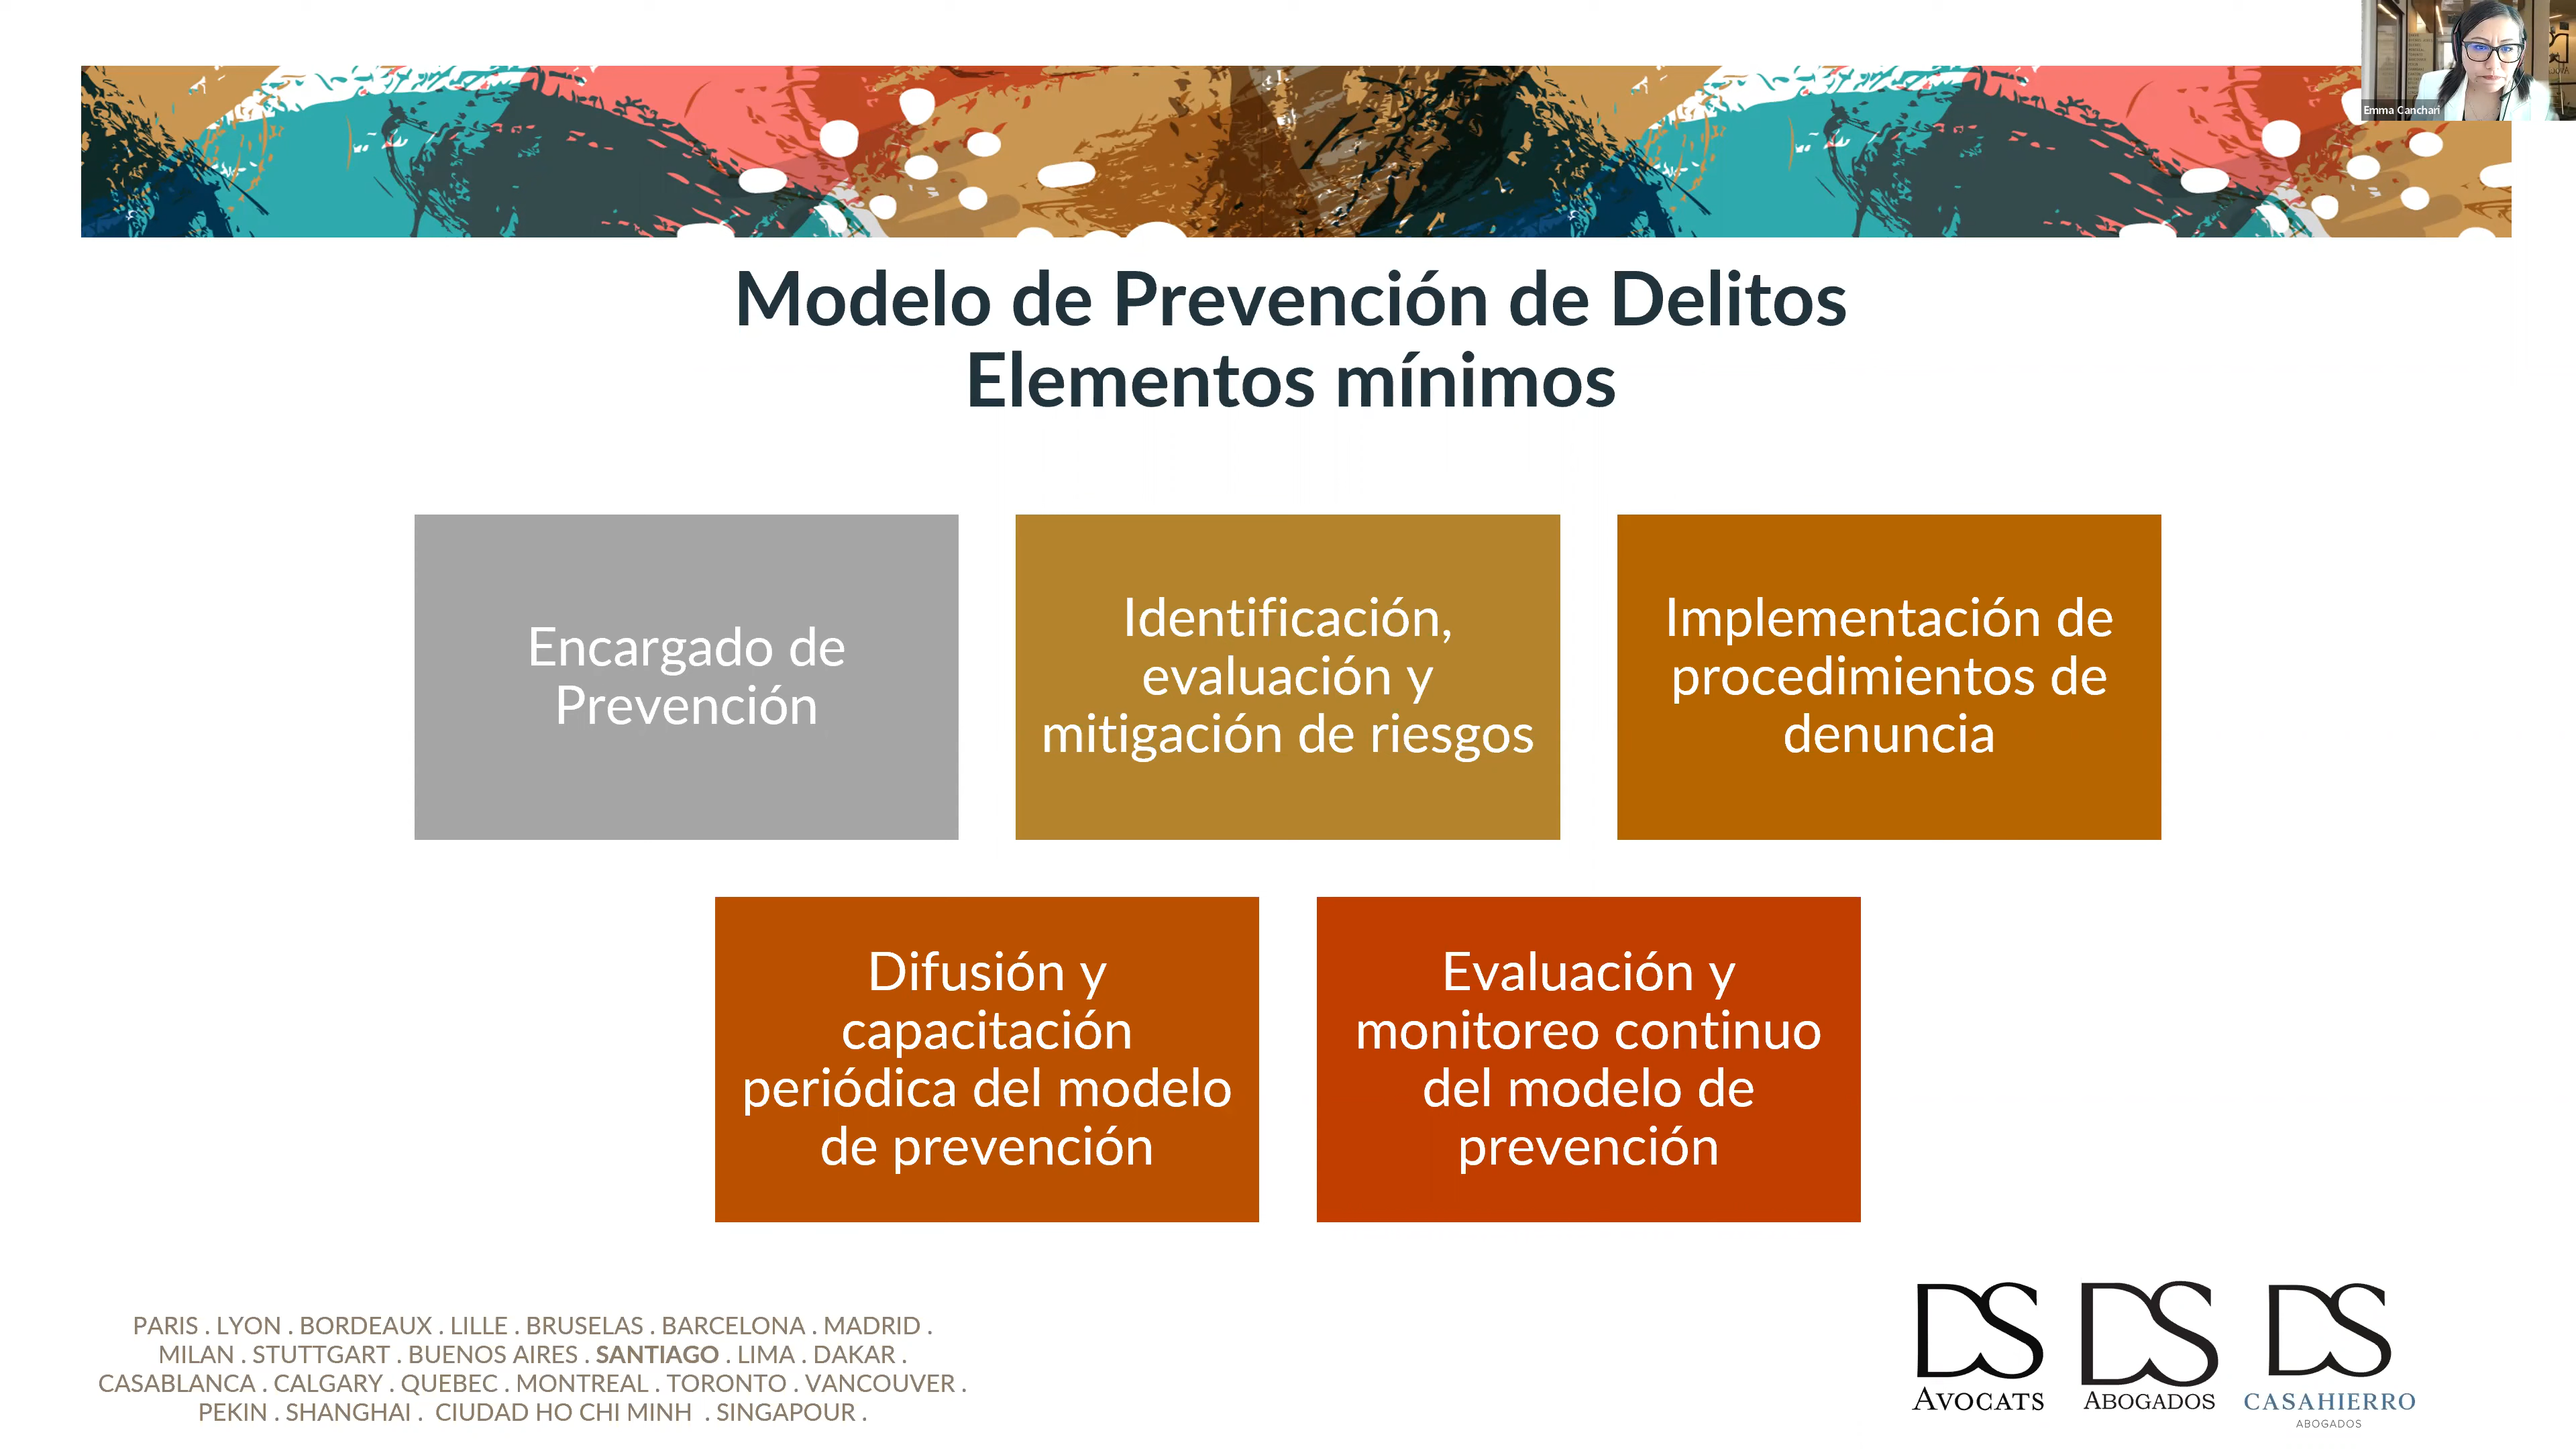 Emma Canchari
Modelo de Prevención de Delitos
Elementos mínimos
Encargado de
Prevención
Identificación,
evaluación y
mitigación de riesgos
Implementación de
procedimientos de
denuncia
Difusión y
capacitación
periódica del modelo
de prevención
Evaluación y
monitoreo continuo
del modelo de
prevención
PARIS . LYON . BORDEAUX . LILLE . BRUSELAS . BARCELONA . MADRID .
MILAN . STUTTGART . BUENOS AIRES . SANTIAGO . LIMA . DAKAR .
CASABLANCA . CALGARY . QUEBEC . MONTREAL . TORONTO . VANCOUVER .
PEKIN . SHANGHAI .  CIUDAD HO CHI MINH  . SINGAPOUR .
DS
AVOCATS
DS
ABOGADOS
DS
CASAHIERRO
ABOGADOS